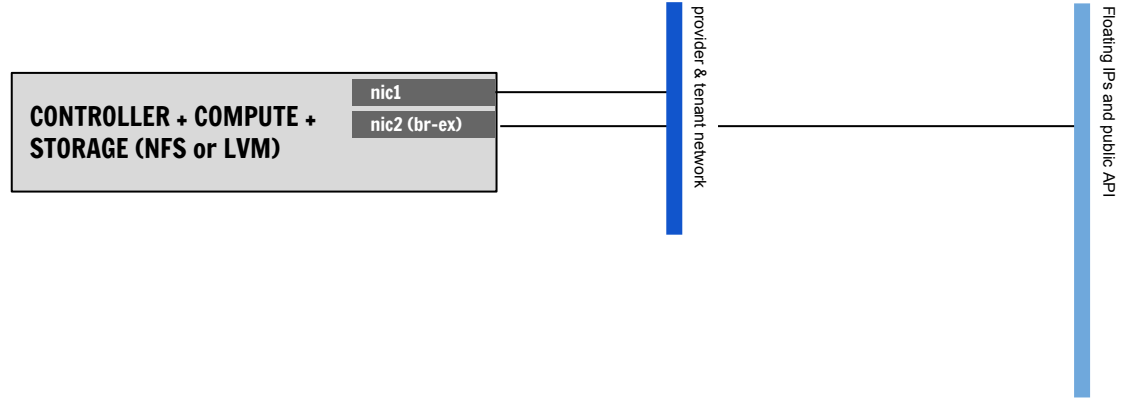 CONTROLLER + COMPUTE +
STORAGE (NFS or LVM)
nic1
nic2 (br-ex)
provider & tenant network
Floating IPs and public API